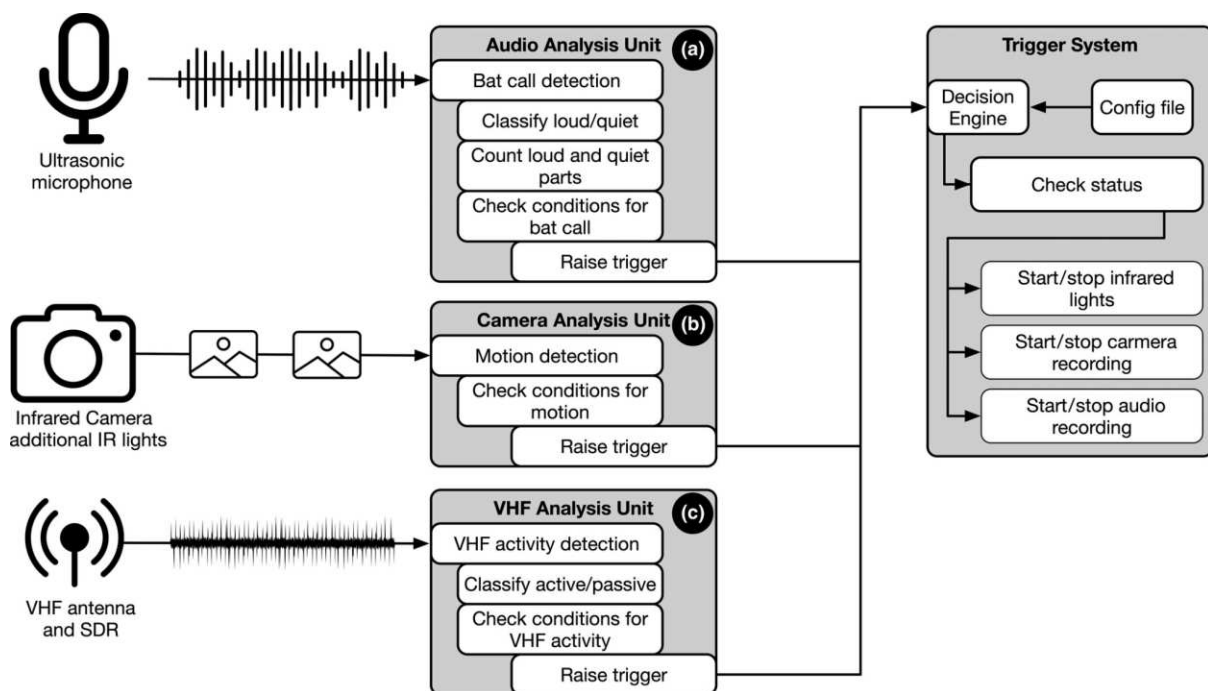 Ultrasonic
microphone
Audio Analysis Unit
(a)
Bat call detection
Classify loud/quiet
Count loud and quiet
parts
Check conditions for
bat call
Raise trigger
Infrared Camera
additional IR lights
Camera Analysis Unit
(b)
Motion detection
Check conditions for
motion
Raise trigger
VHF antenna
and SDR
VHF Analysis Unit
(c)
VHF activity detection
Classify active/passive
Check conditions for
VHF activity
Raise trigger
Trigger System
Decision
Engine
Config file
Check status
Start/stop infrared
lights
Start/stop carmera
recording
Start/stop audio
recording